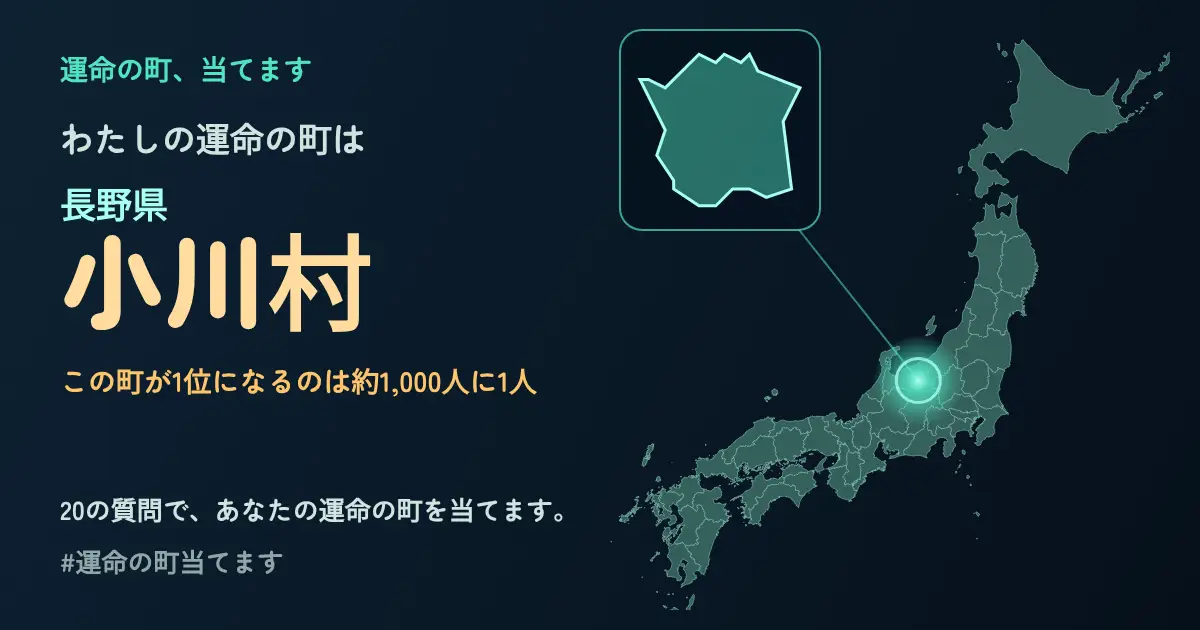 運命の町、当てます
わたしの運命の町は
長野県
小川村
この町が1位になるのは約1,000人に1人
20の質問で、あなたの運命の町を当てます。
#運命の町当てます